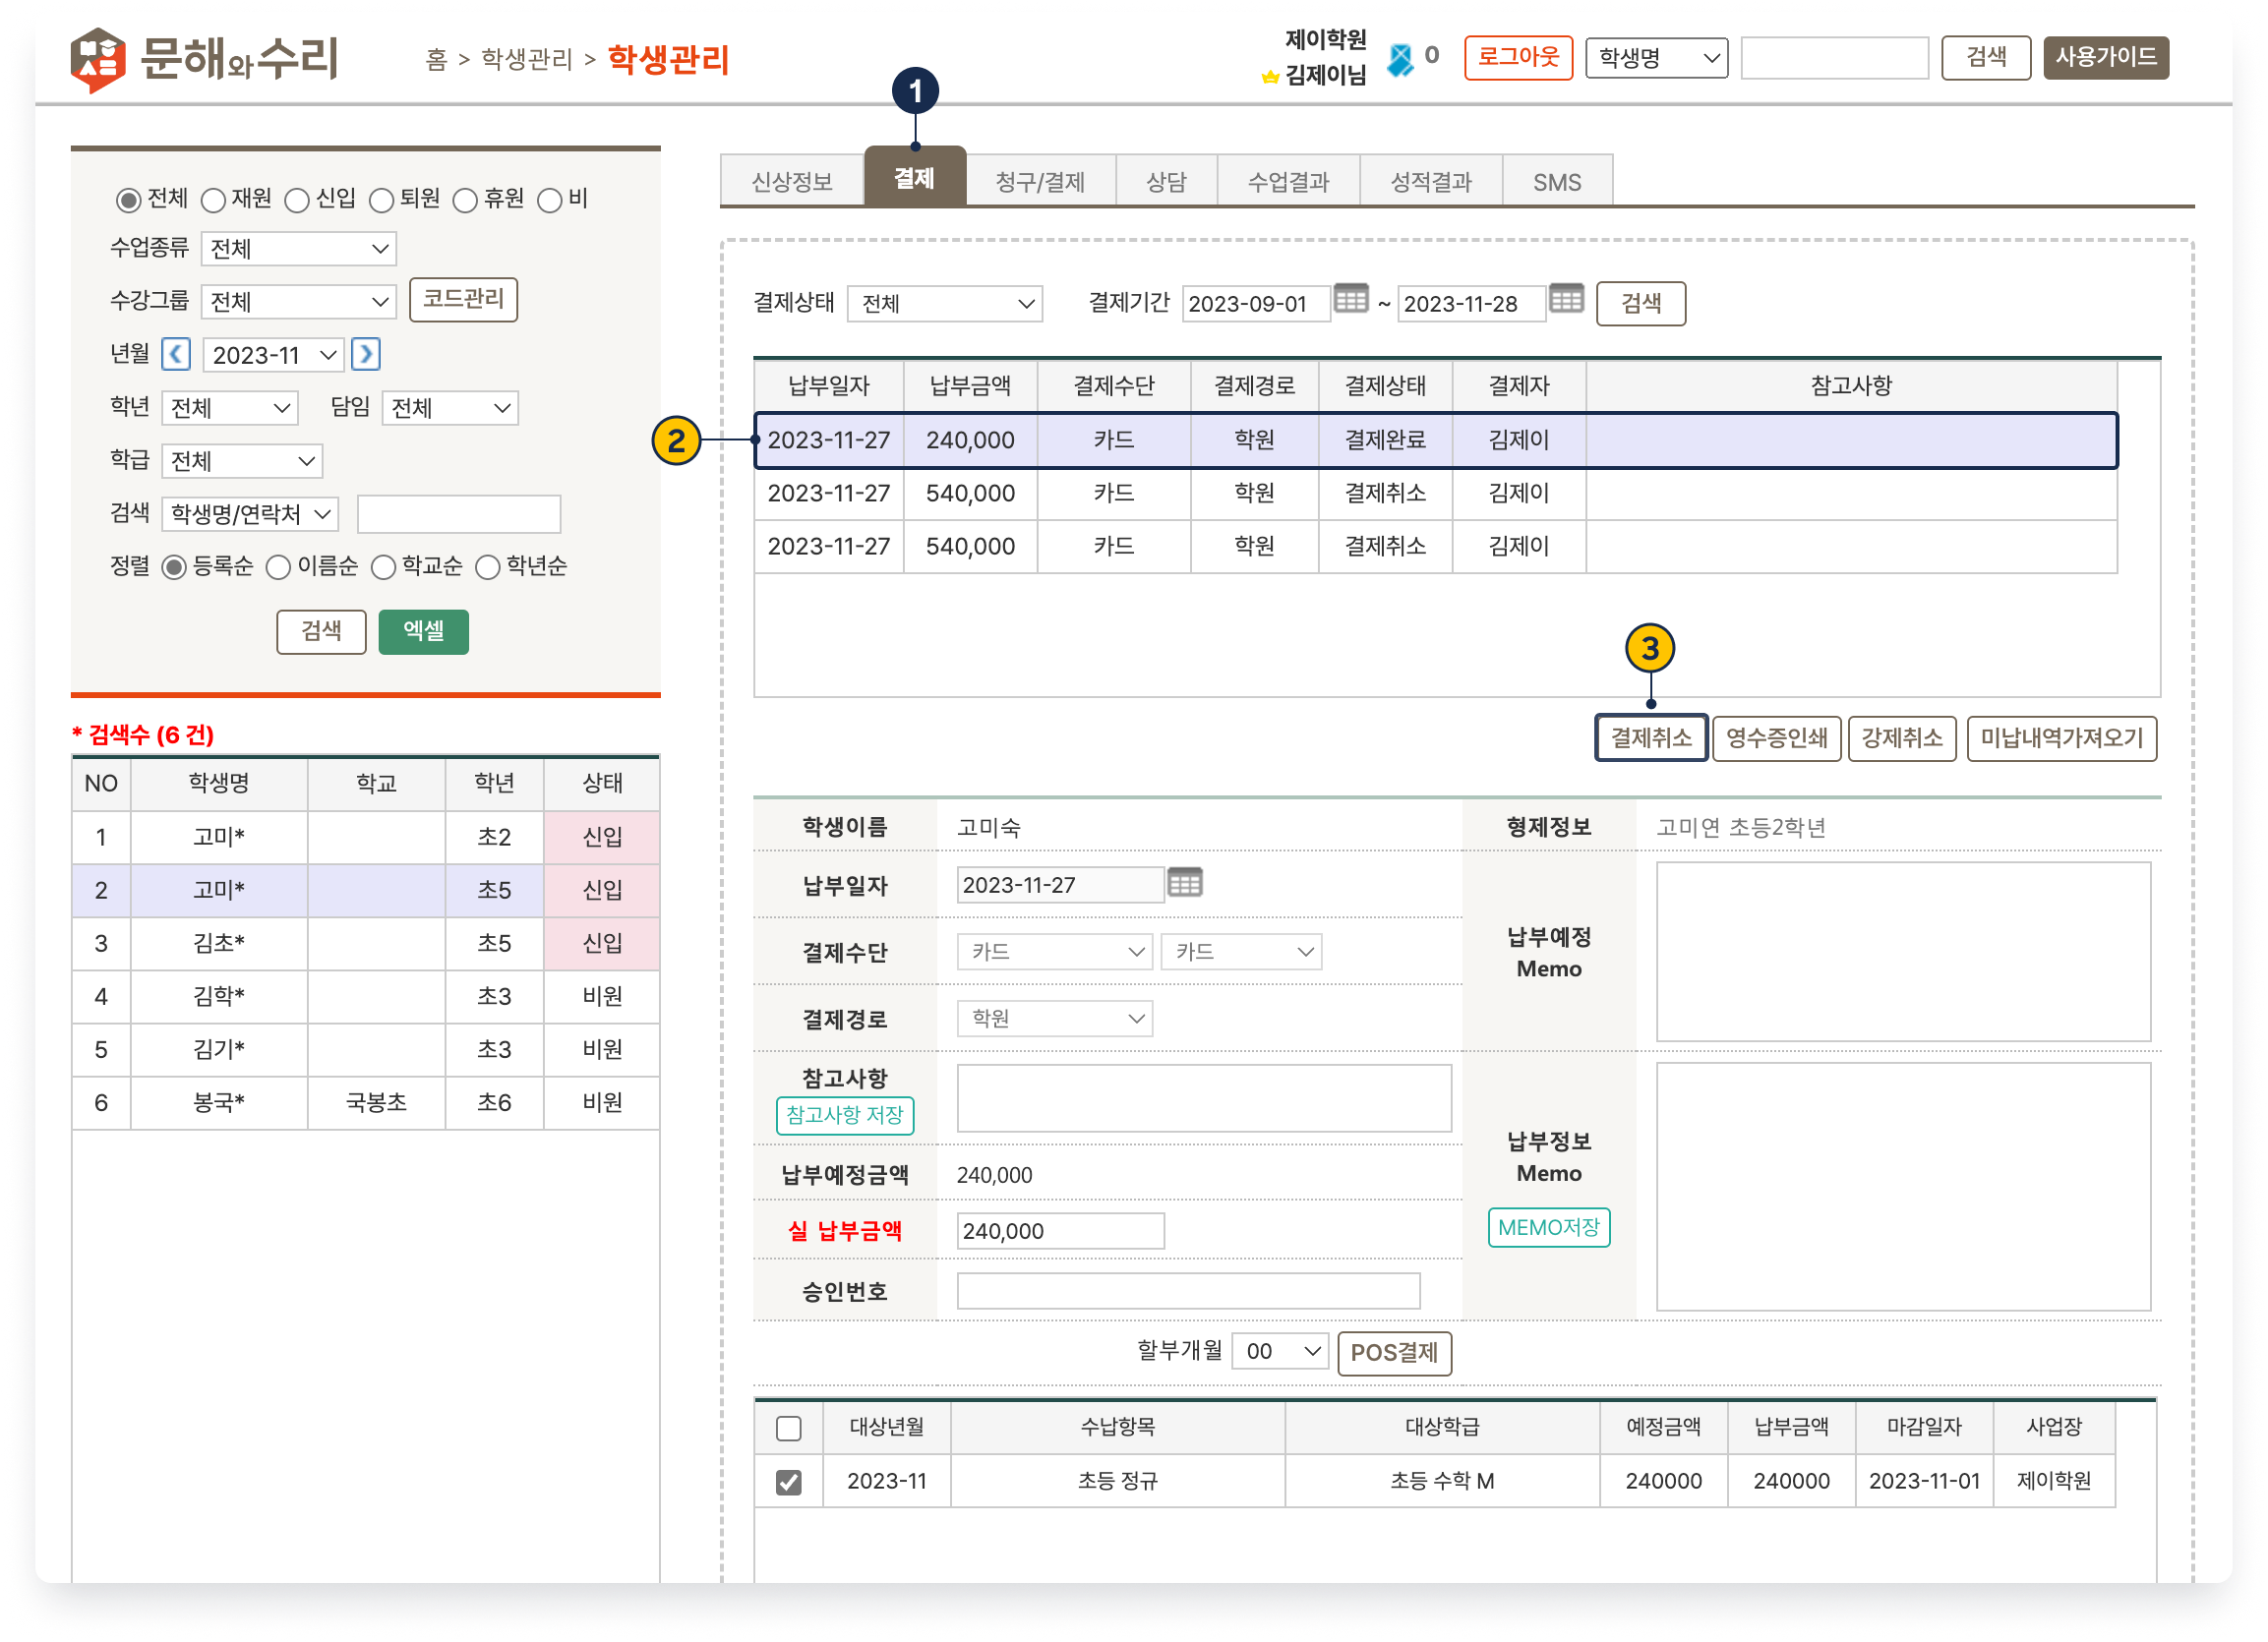 문해와수리
홈 > 학생관리 > 학생관리
제이학원
김제이님
0
로그아웃
학생명
검색
사용가이드
1
전체 재원 신입 퇴원 휴원 비
수업종류 전체
수강그룹 전체 코드관리
년월 2023-11
학년 전체 담임 전체
학급 전체
검색 학생명/연락처
정렬 등록순 이름순 학교순 학년순
검색 엑셀
* 검색수 (6 건)
NO 학생명 학교 학년 상태
1 고미* 초2 신입
2 고미* 초5 신입
3 김초* 초5 신입
4 김학* 초3 비원
5 김기* 초3 비원
6 봉국* 국봉초 초6 비원
신상정보 결제 청구/결제 상담 수업결과 성적결과 SMS
결제상태 전체 결제기간 2023-09-01 ~ 2023-11-28 검색
납부일자 납부금액 결제수단 결제경로 결제상태 결제자 참고사항
2
2023-11-27 240,000 카드 학원 결제완료 김제이
2023-11-27 540,000 카드 학원 결제취소 김제이
2023-11-27 540,000 카드 학원 결제취소 김제이
3
결제취소 영수증인쇄 강제취소 미납내역가져오기
학생이름 고미숙 형제정보 고미연 초등2학년
납부일자 2023-11-27
결제수단 카드 카드
납부예정
Memo
결제경로 학원
참고사항
참고사항 저장
납부정보
Memo
MEMO저장
납부예정금액 240,000
실 납부금액 240,000
승인번호
할부개월 00 POS결제
대상년월 수납항목 대상학급 예정금액 납부금액 마감일자 사업장
2023-11 초등 정규 초등 수학 M 240000 240000 2023-11-01 제이학원